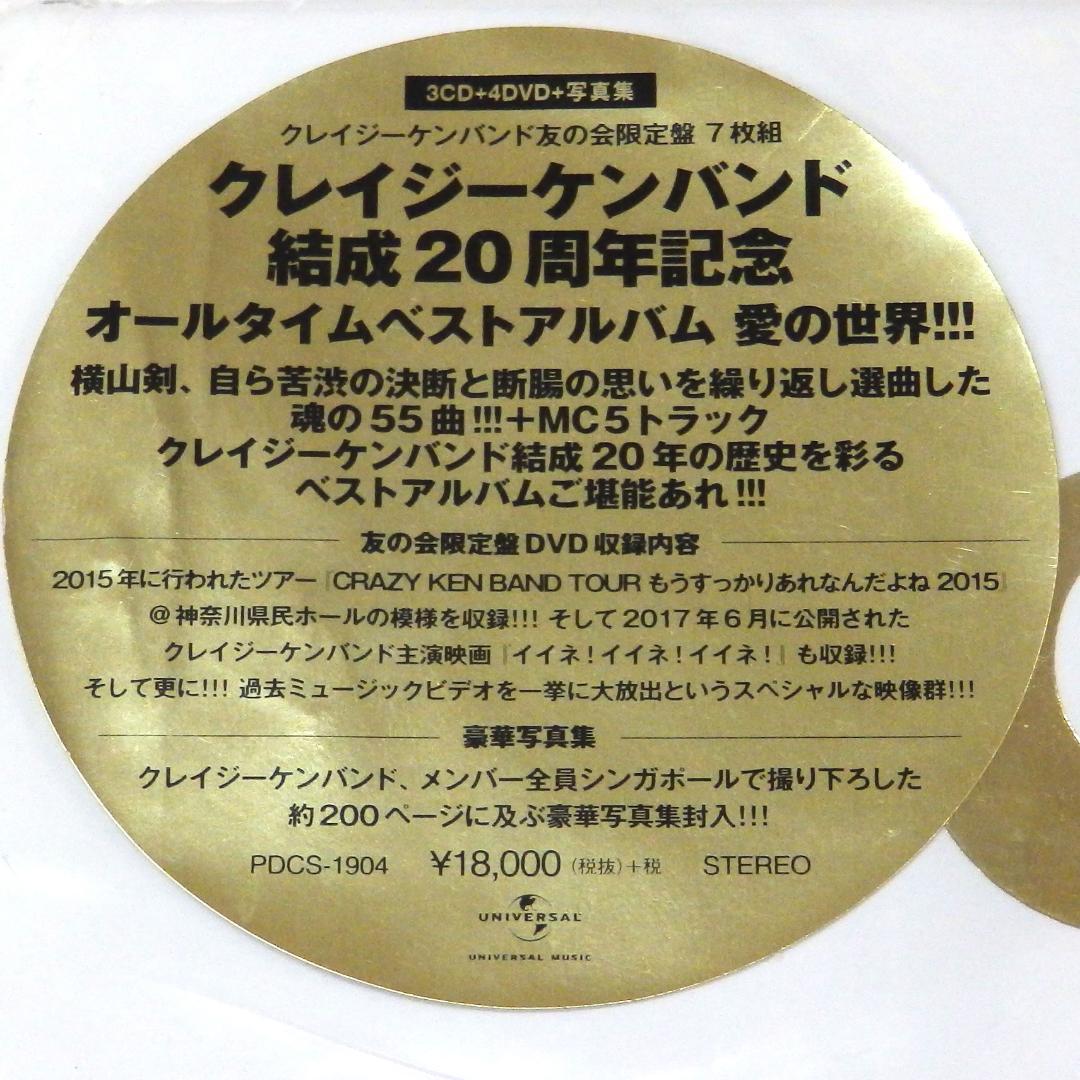 3CD+4DVD+写真集
クレイジーケンバンド友の会限定盤 7枚組
クレイジーケンバンド
結成20周年記念
オールタイムベストアルバム 愛の世界!!!
横山剣、自ら苦渋の決断と断腸の思いを繰り返し選曲した
魂の55曲!!!+MC5トラック
クレイジーケンバンド結成20年の歴史を彩る
ベストアルバムご堪能あれ!!!
友の会限定盤DVD収録内容
2015年に行われたツアー『CRAZY KEN BAND TOUR もうすっかりあれなんだよね 2015』
@神奈川県民ホールの模様を収録!!! そして2017年6月に公開された
クレイジーケンバンド主演映画『イイネ!イイネ!イイネ!』も収録!!!
そして更に!!! 過去ミュージックビデオを一挙に大放出というスペシャルな映像群!!!
豪華写真集
クレイジーケンバンド、メンバー全員シンガポールで撮り下ろした
約200ページに及ぶ豪華写真集封入!!!
PDCS-1904 ¥18,000(税抜)+税 STEREO
UNIVERSAL
UNIVERSAL MUSIC